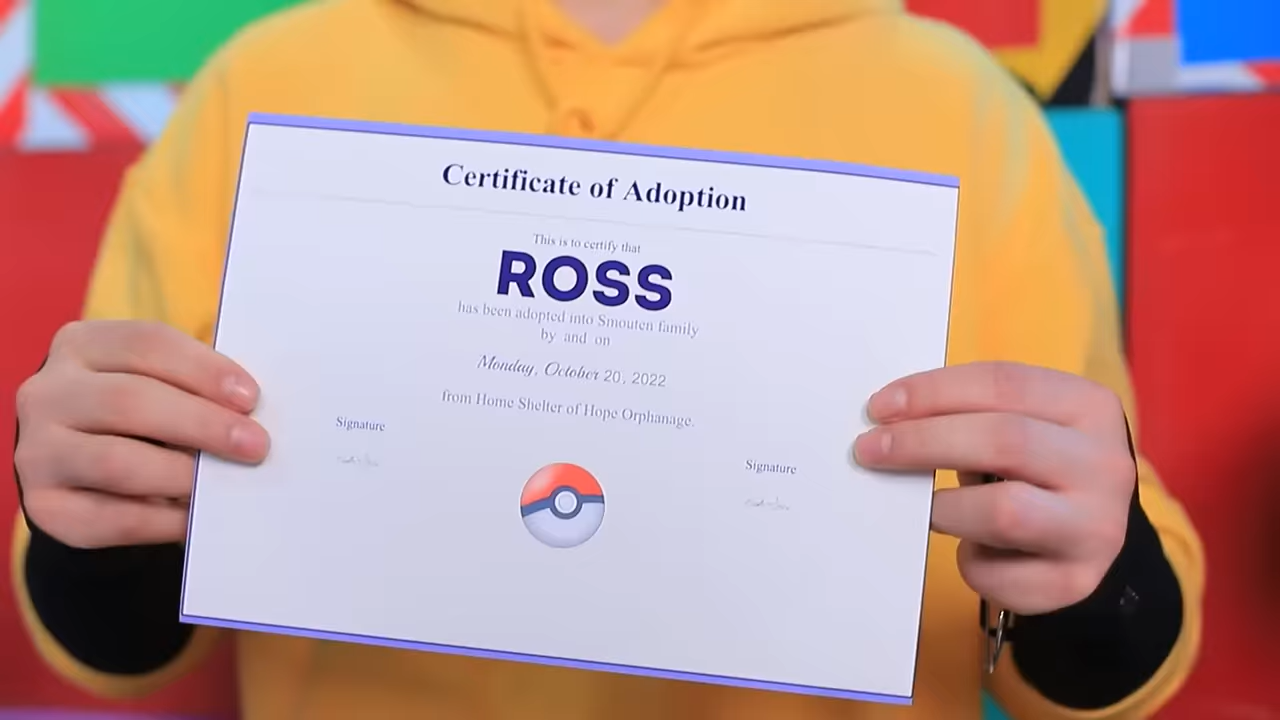 Certificate of Adoption
This is to certify that
ROSS
has been adopted into Smouten family
by and on
Monday, October 20, 2022
from Home Shelter of Hope Orphanage.
Signature
Signature